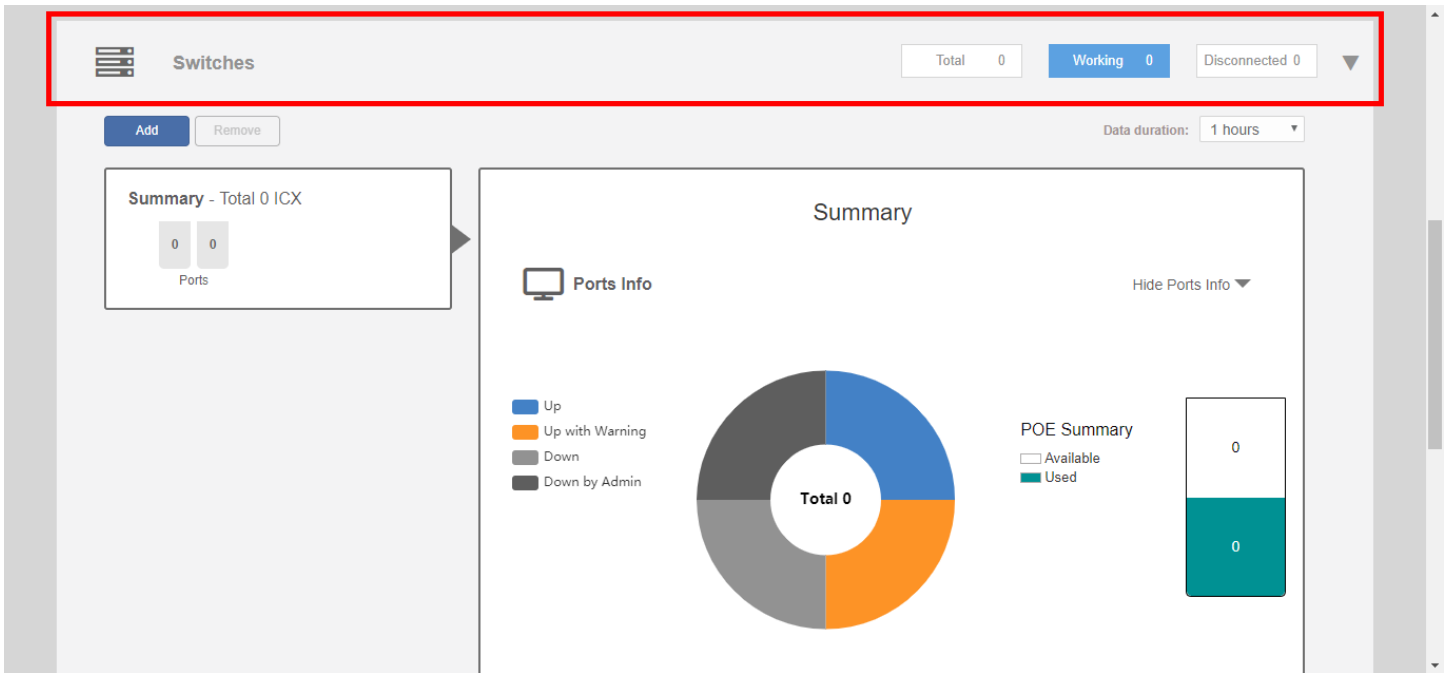 Switches
Total 0
Working 0
Disconnected 0
Add
Remove
Data duration: 1 hours
Summary - Total 0 ICX
0 0
Ports
Summary
Ports Info
Hide Ports Info
Up
Up with Warning
Down
Down by Admin
Total 0
POE Summary
Available
Used
0
0